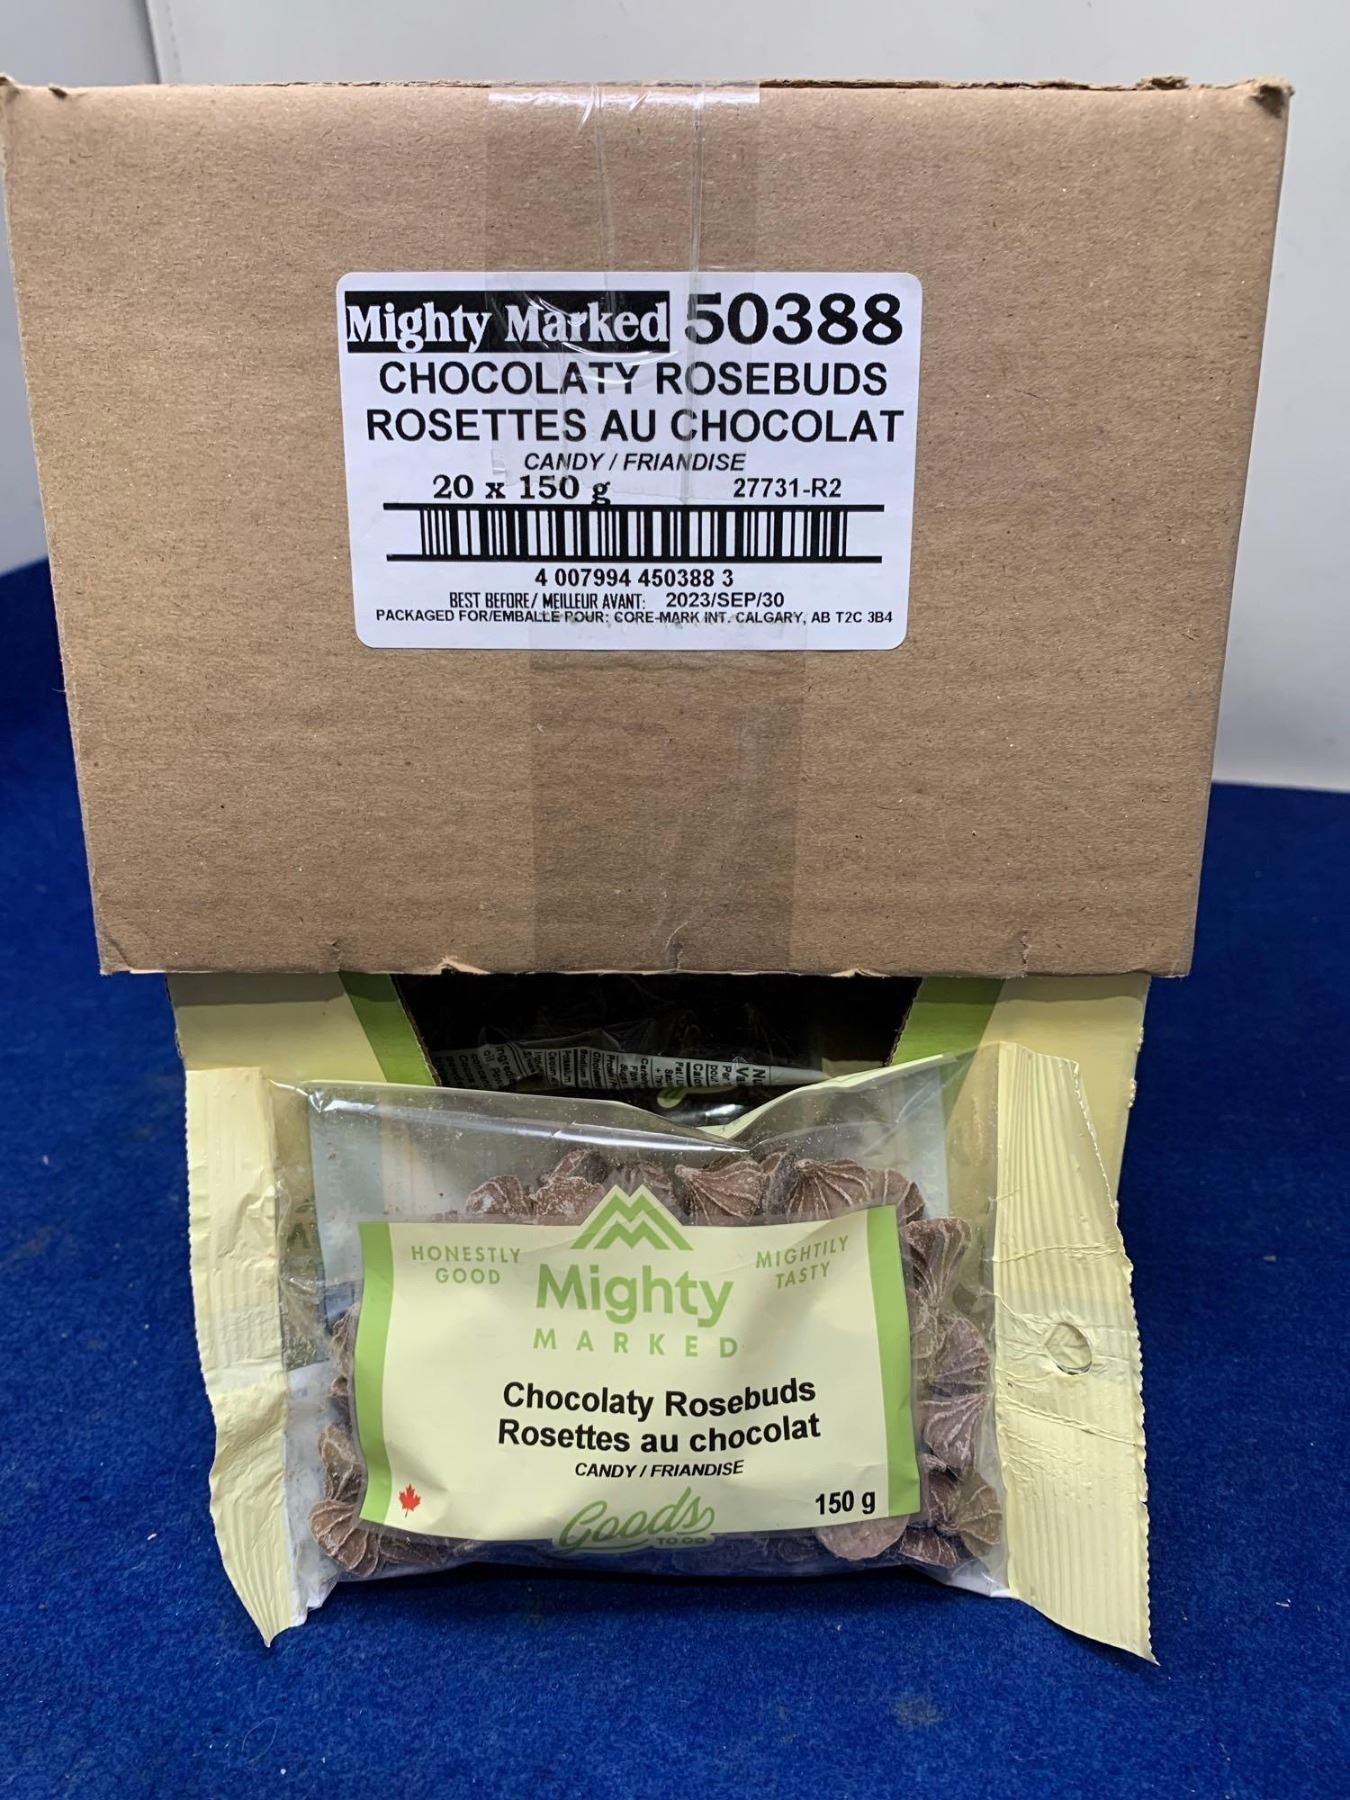 Mighty Marked 50388
CHOCOLATY ROSEBUDS
ROSETTES AU CHOCOLAT
CANDY / FRIANDISE
20 x 150 g 27731-R2
4 007994 450388 3
BEST BEFORE/ MEILLEUR AVANT: 2023/SEP/30
PACKAGED FOR/EMBALLE POUR: CORE-MARK INT. CALGARY, AB T2C 3B4
HONESTLY
GOOD
MIGHTILY
TASTY
Mighty
MARKED
Chocolaty Rosebuds
Rosettes au chocolat
CANDY / FRIANDISE
150 g
Goods
TO GO